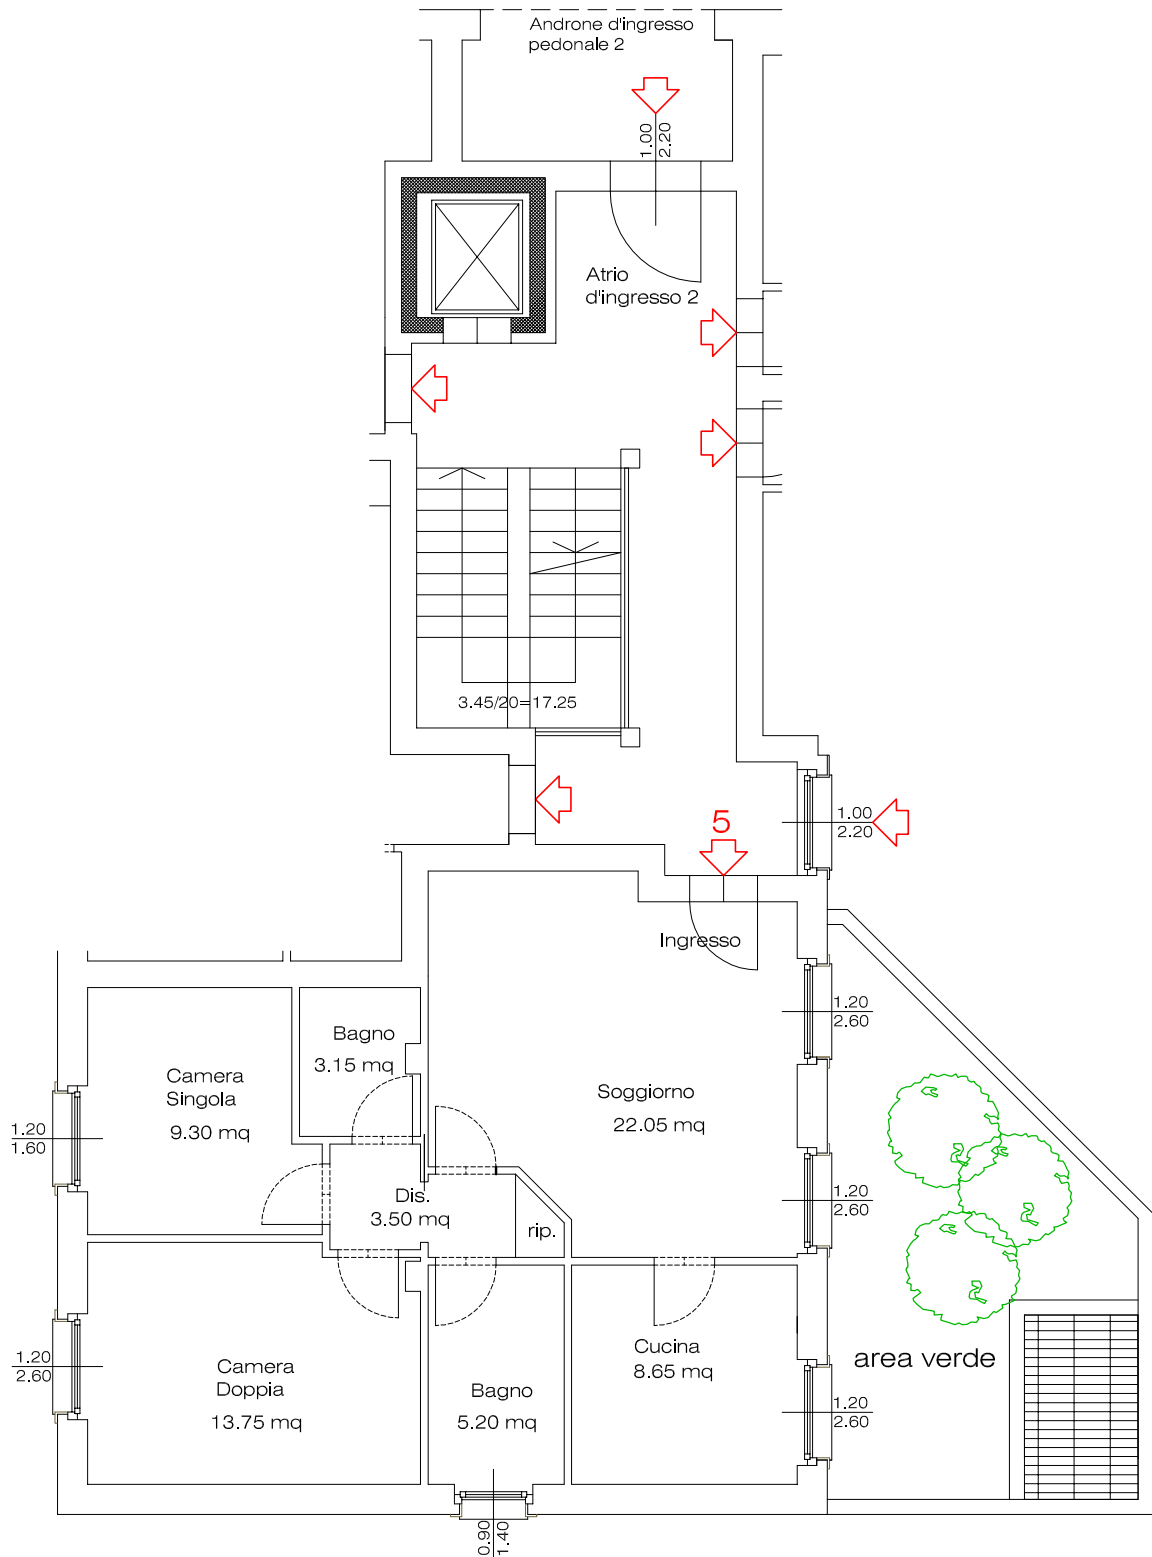 Androne d'ingresso
pedonale 2
1.00
2.20
Atrio
d'ingresso 2
3.45/20=17.25
5
1.00
2.20
Ingresso
1.20
2.60
Bagno
3.15 mq
Camera
Singola
9.30 mq
Soggiorno
22.05 mq
1.20
1.60
Dis.
3.50 mq
rip.
1.20
2.60
Camera
Doppia
13.75 mq
1.20
2.60
Bagno
5.20 mq
Cucina
8.65 mq
area verde
1.20
2.60
0.90
1.40